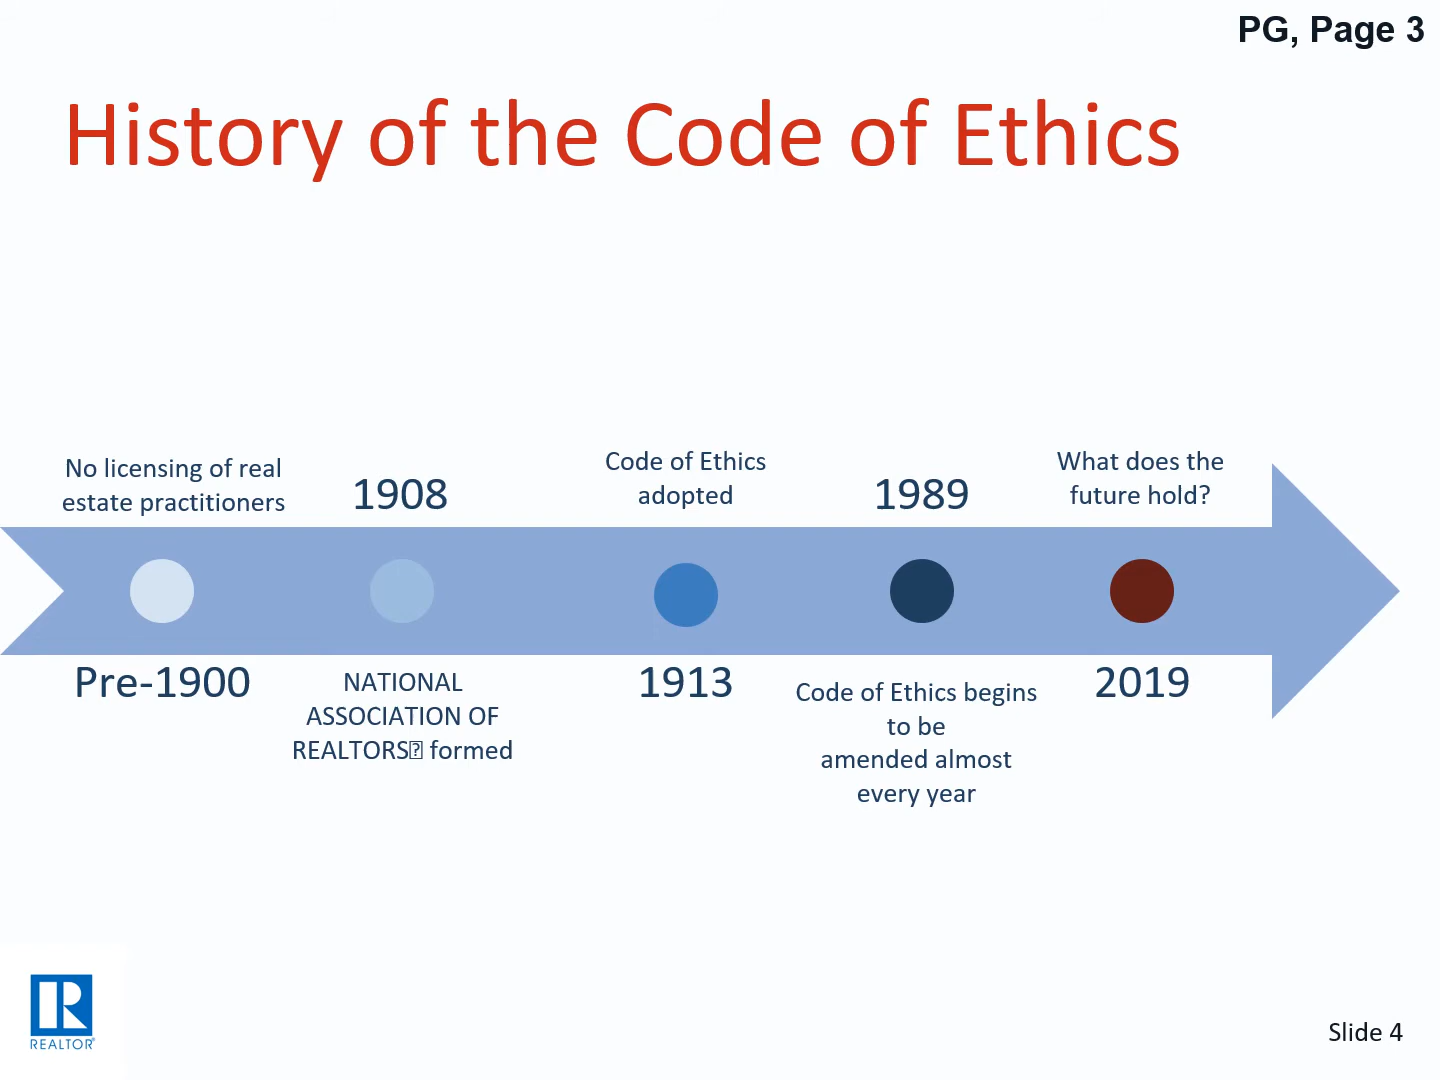 PG, Page 3
History of the Code of Ethics
No licensing of real
estate practitioners
Pre-1900
1908
NATIONAL
ASSOCIATION OF
REALTORS⍰ formed
Code of Ethics
adopted
1913
1989
Code of Ethics begins
to be
amended almost
every year
What does the
future hold?
2019
REALTOR®
Slide 4